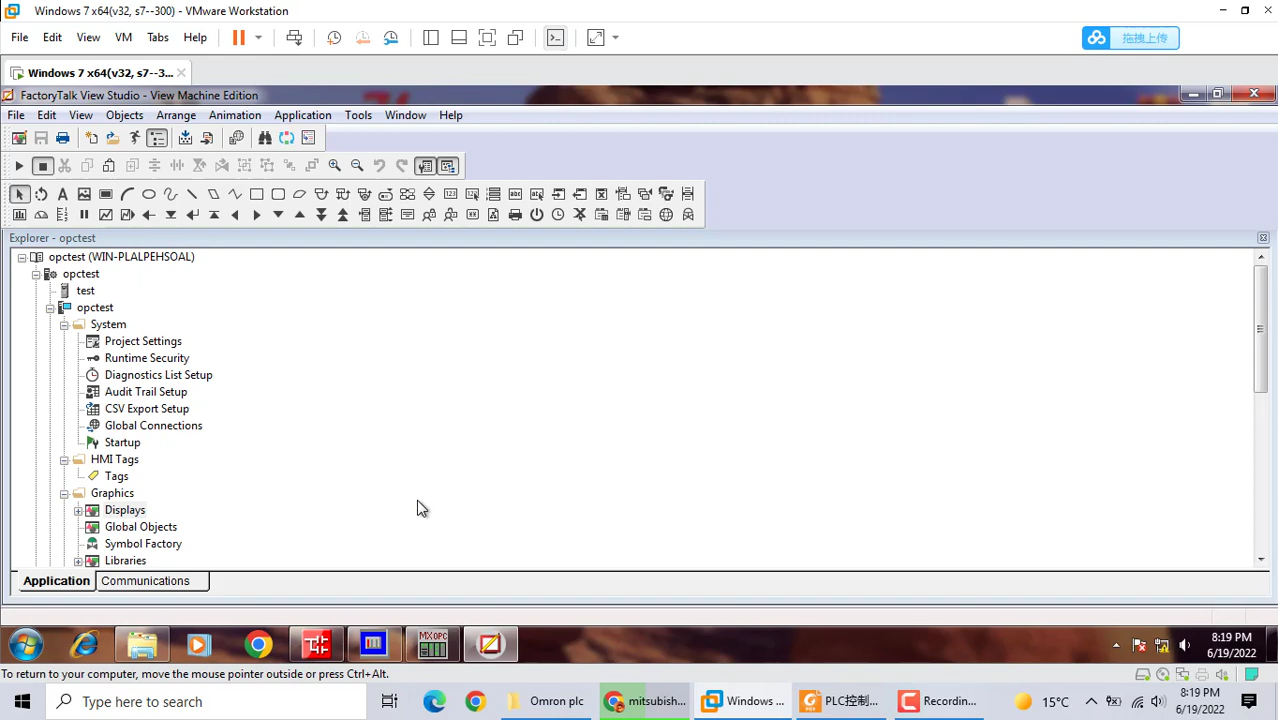 Windows 7 x64(v32, s7--300) - VMware Workstation
File Edit View VM Tabs Help
拖拽上传
Windows 7 x64(v32, s7--3...
FactoryTalk View Studio - View Machine Edition
File Edit View Objects Arrange Animation Application Tools Window Help
Explorer - opctest
opctest (WIN-PLALPEHSOAL)
opctest
test
opctest
System
Project Settings
Runtime Security
Diagnostics List Setup
Audit Trail Setup
CSV Export Setup
Global Connections
Startup
HMI Tags
Tags
Graphics
Displays
Global Objects
Symbol Factory
Libraries
Application Communications
MX OPC
8:19 PM
6/19/2022
To return to your computer, move the mouse pointer outside or press Ctrl+Alt.
Type here to search
Omron plc
mitsubish...
Windows ...
PLC控制...
Recordin...
15°C
8:19 PM
6/19/2022